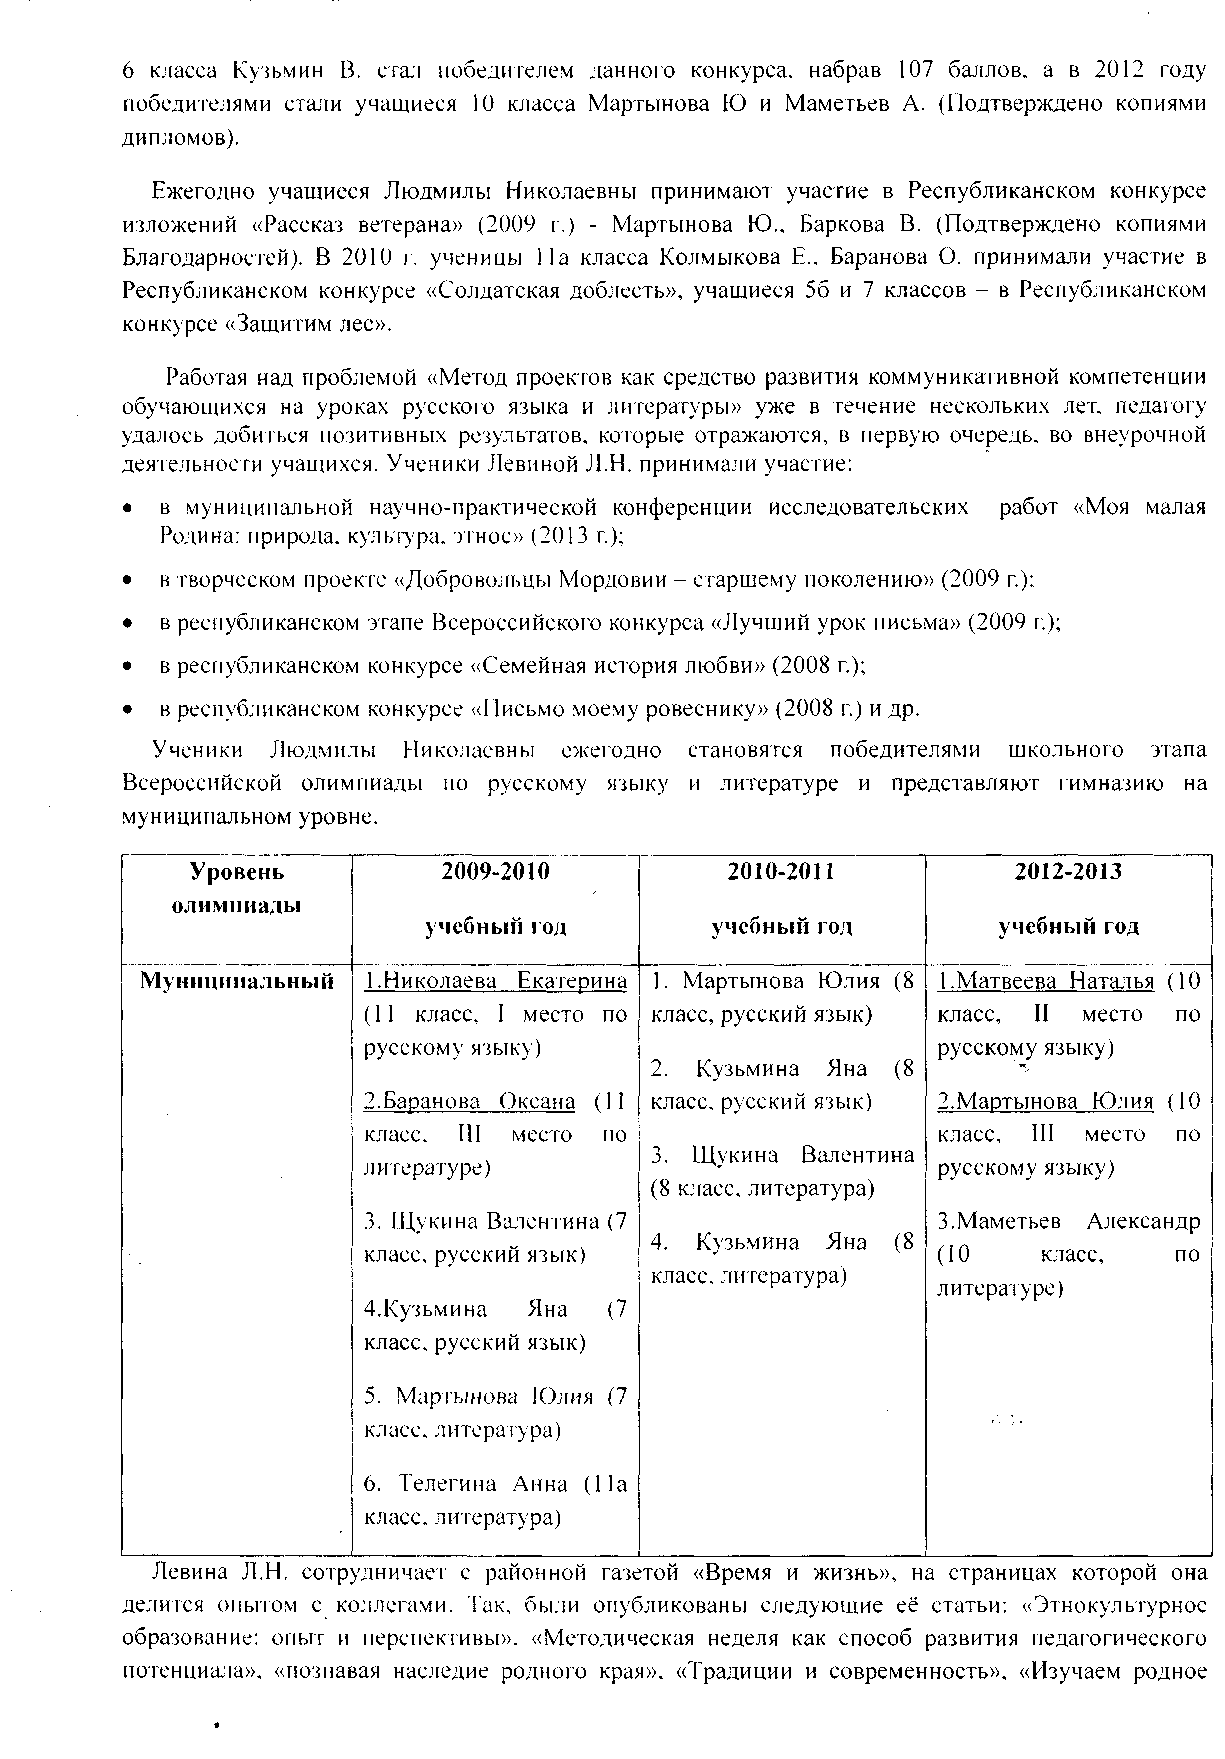 6 класса Кузьмин В. стал победителем данного конкурса, набрав 107 баллов, а в 2012 году
победителями стали учащиеся 10 класса Мартынова Ю и Маметьев А. (Подтверждено копиями
дипломов).
Ежегодно учащиеся Людмилы Николаевны принимают участие в Республиканском конкурсе
изложений «Рассказ ветерана» (2009 г.) - Мартынова Ю., Баркова В. (Подтверждено копиями
Благодарностей). В 2010 г. ученицы 11а класса Колмыкова Е., Баранова О. принимали участие в
Республиканском конкурсе «Солдатская доблесть», учащиеся 5б и 7 классов – в Республиканском
конкурсе «Защитим лес».
Работая над проблемой «Метод проектов как средство развития коммуникативной компетенции
обучающихся на уроках русского языка и литературы» уже в течение нескольких лет, педагогу
удалось добиться позитивных результатов, которые отражаются, в первую очередь, во внеурочной
деятельности учащихся. Ученики Левиной Л.Н. принимали участие:
• в муниципальной научно-практической конференции исследовательских работ «Моя малая
Родина: природа, культура, этнос» (2013 г.);
• в творческом проекте «Добровольцы Мордовии – старшему поколению» (2009 г.);
• в республиканском этапе Всероссийского конкурса «Лучший урок письма» (2009 г.);
• в республиканском конкурсе «Семейная история любви» (2008 г.);
• в республиканском конкурсе «Письмо моему ровеснику» (2008 г.) и др.
Ученики Людмилы Николаевны ежегодно становятся победителями школьного этапа
Всероссийской олимпиады по русскому языку и литературе и представляют гимназию на
муниципальном уровне.
Уровень
олимпиады
2009-2010
учебный год
2010-2011
учебный год
2012-2013
учебный год
Муниципальный
1.Николаева Екатерина
(11 класс, I место по
русскому языку)
2.Баранова Оксана (11
класс, III место по
литературе)
3. Щукина Валентина (7
класс, русский язык)
4.Кузьмина Яна (7
класс, русский язык)
5. Мартынова Юлия (7
класс, литература)
6. Телегина Анна (11а
класс, литература)
1. Мартынова Юлия (8
класс, русский язык)
2. Кузьмина Яна (8
класс, русский язык)
3. Щукина Валентина
(8 класс, литература)
4. Кузьмина Яна (8
класс, литература)
1.Матвеева Наталья (10
класс, II место по
русскому языку)
2.Мартынова Юлия (10
класс, III место по
русскому языку)
3.Маметьев Александр
(10 класс, по
литературе)
Левина Л.Н. сотрудничает с районной газетой «Время и жизнь», на страницах которой она
делится опытом с коллегами. Так, были опубликованы следующие её статьи: «Этнокультурное
образование: опыт и перспективы», «Методическая неделя как способ развития педагогического
потенциала», «познавая наследие родного края», «Традиции и современность», «Изучаем родное